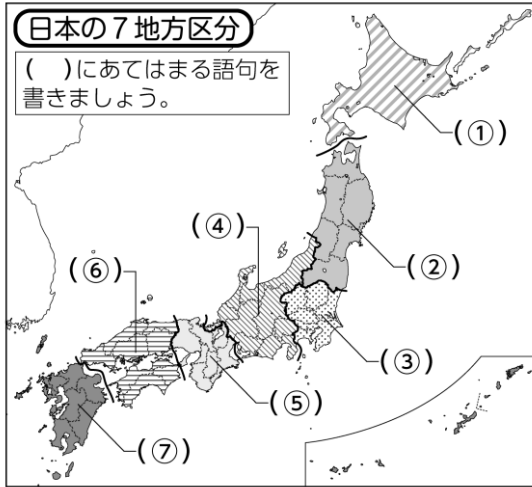 日本の7地方区分
(　)にあてはまる語句を
書きましょう。
(①)
(④)
(⑥)
(②)
(③)
(⑤)
(⑦)